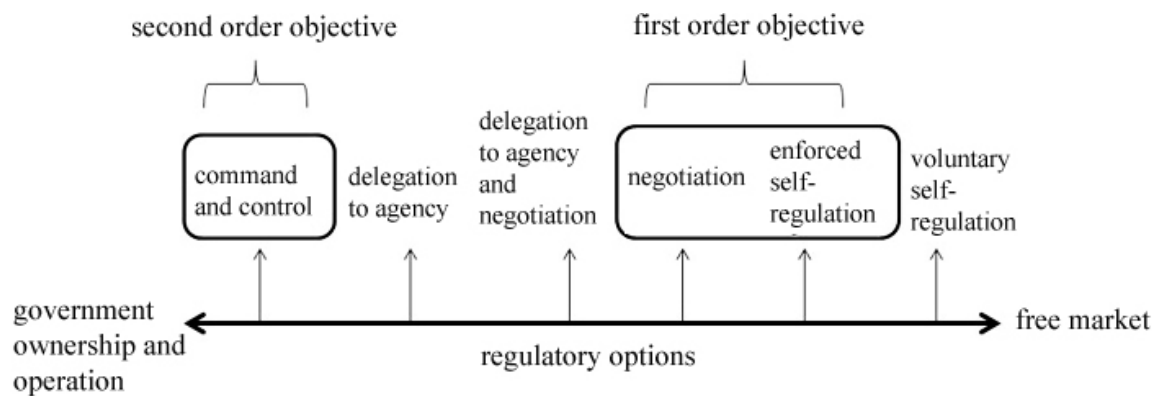 second order objective
first order objective
command
and control
delegation
to agency
delegation
to agency
and
negotiation
negotiation
enforced
self-
regulation
voluntary
self-
regulation
government
ownership and
operation
regulatory options
free market